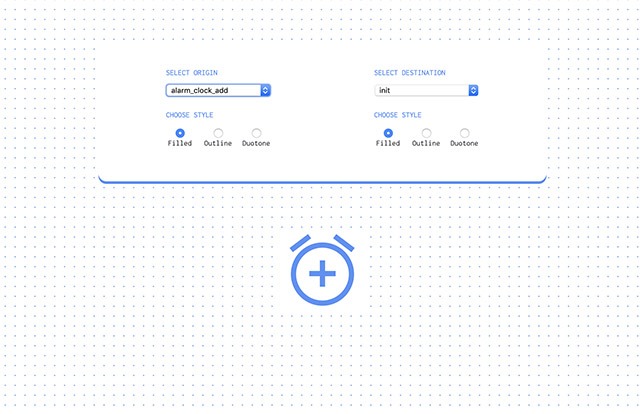 SELECT ORIGIN
SELECT DESTINATION
alarm_clock_add
init
CHOOSE STYLE
CHOOSE STYLE
Filled Outline Duotone
Filled Outline Duotone